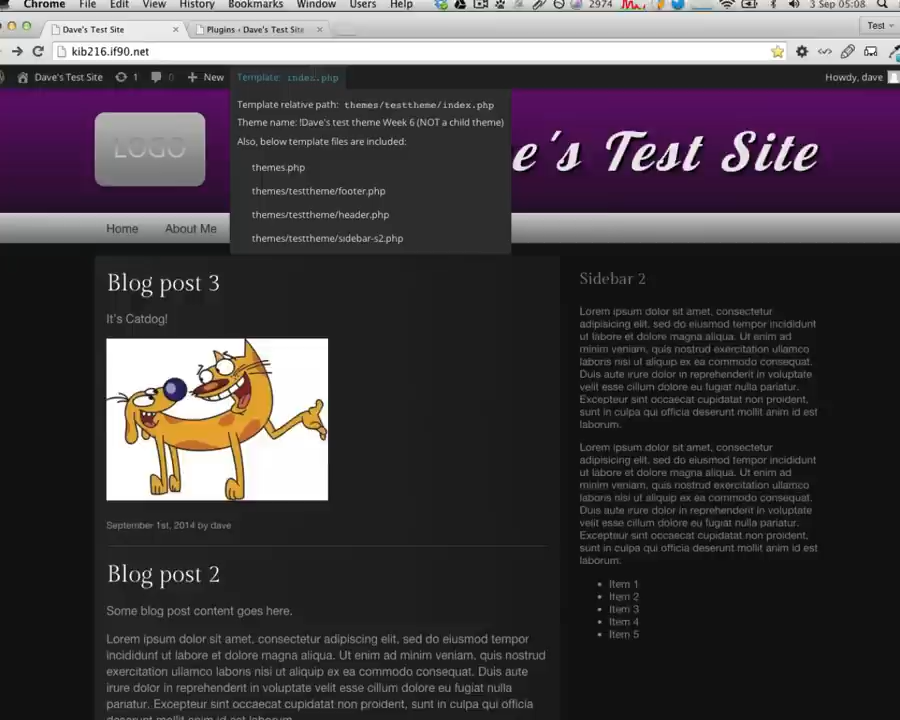 Chrome File Edit View History Bookmarks Window Users Help 2974 3 Sep 05:08
Dave's Test Site
Plugins ‹ Dave's Test Site
Test
kib216.if90.net
Dave's Test Site 1 0 New Template: index.php Howdy, dave
Template relative path: themes/testtheme/index.php
Theme name: !Dave's test theme Week 6 (NOT a child theme)
Also, below template files are included:
themes.php
themes/testtheme/footer.php
themes/testtheme/header.php
themes/testtheme/sidebar-s2.php
LOGO
e's Test Site
Home About Me
Blog post 3
It's Catdog!
September 1st, 2014 by dave
Blog post 2
Some blog post content goes here.
Lorem ipsum dolor sit amet, consectetur adipiscing elit, sed do eiusmod tempor
incididunt ut labore et dolore magna aliqua. Ut enim ad minim veniam, quis nostrud
exercitation ullamco laboris nisi ut aliquip ex ea commodo consequat. Duis aute
irure dolor in reprehenderit in voluptate velit esse cillum dolore eu fugiat nulla
pariatur. Excepteur sint occaecat cupidatat non proident, sunt in culpa qui officia
deserunt mollit anim id est laborum.
Sidebar 2
Lorem ipsum dolor sit amet, consectetur
adipisicing elit, sed do eiusmod tempor incididunt
ut labore et dolore magna aliqua. Ut enim ad
minim veniam, quis nostrud exercitation ullamco
laboris nisi ut aliquip ex ea commodo consequat.
Duis aute irure dolor in reprehenderit in voluptate
velit esse cillum dolore eu fugiat nulla pariatur.
Excepteur sint occaecat cupidatat non proident,
sunt in culpa qui officia deserunt mollit anim id est
laborum.
Lorem ipsum dolor sit amet, consectetur
adipisicing elit, sed do eiusmod tempor incididunt
ut labore et dolore magna aliqua. Ut enim ad
minim veniam, quis nostrud exercitation ullamco
laboris nisi ut aliquip ex ea commodo consequat.
Duis aute irure dolor in reprehenderit in voluptate
velit esse cillum dolore eu fugiat nulla pariatur.
Excepteur sint occaecat cupidatat non proident,
sunt in culpa qui officia deserunt mollit anim id est
laborum.
Item 1
Item 2
Item 3
Item 4
Item 5